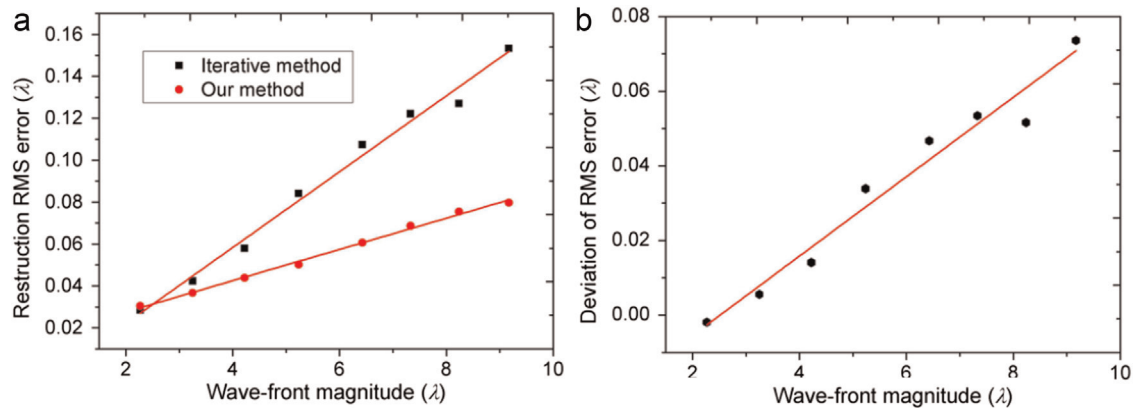 a
0.16
0.14
0.12
0.10
0.08
0.06
0.04
0.02
Restruction RMS error (λ)
Iterative method
Our method
2 4 6 8 10
Wave-front magnitude (λ)
b
0.08
0.06
0.04
0.02
0.00
Deviation of RMS error (λ)
2 4 6 8 10
Wave-front magnitude (λ)